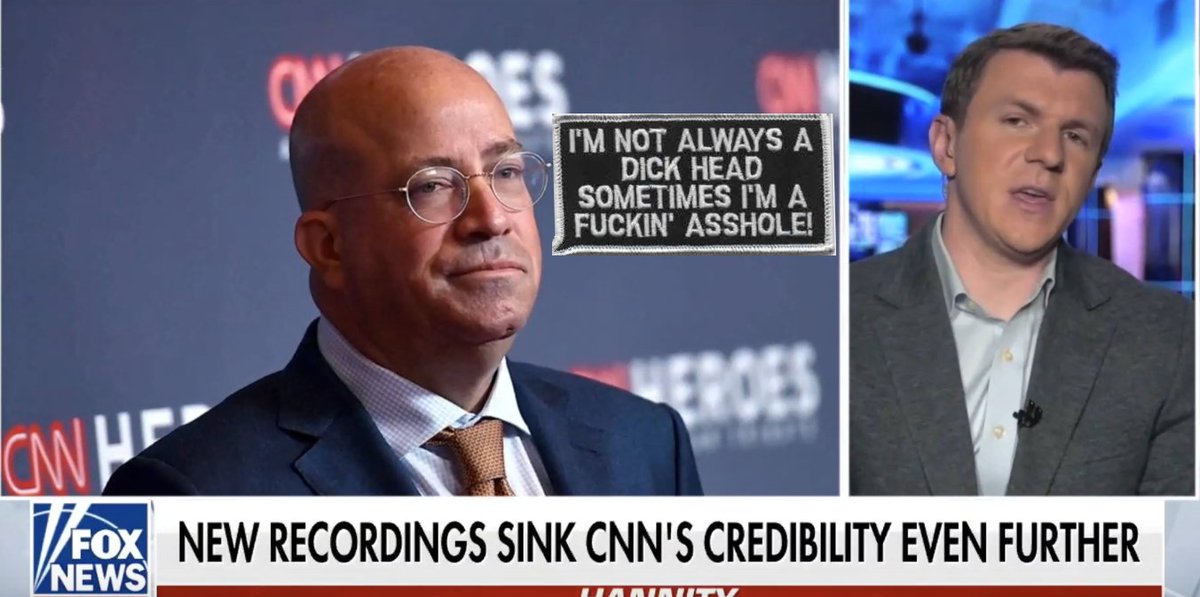 CNN HEROES
I'M NOT ALWAYS A
DICK HEAD
SOMETIMES I'M A
FUCKIN' ASSHOLE!
HEROES
CNN HE
FOX
NEWS
NEW RECORDINGS SINK CNN'S CREDIBILITY EVEN FURTHER
HANNITY